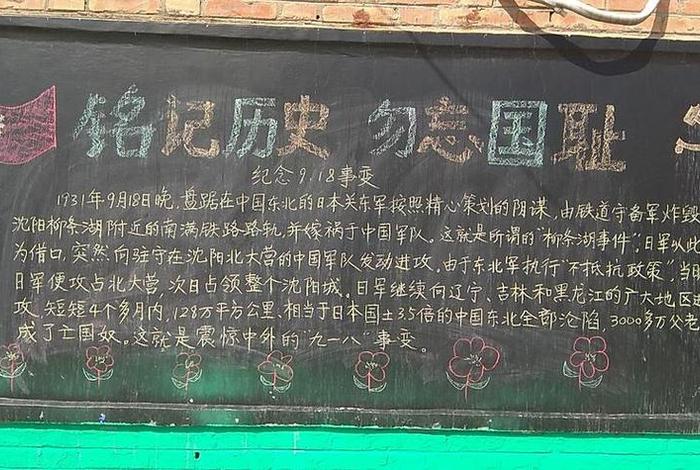 铭记历史 勿忘国耻
纪念9.18事变
1931年9月18日晚,盘踞在中国东北的日本关东军按照精心策划的阴谋,由铁道守备军炸毁
沈阳柳条湖附近的南满铁路路轨,并嫁祸于中国军队。这就是所谓的"柳条湖事件",日军以此
为借口,突然向驻守在沈阳北大营的中国军队发动进攻。由于东北军执行"不抵抗政策",当
日军便攻占北大营,次日占领整个沈阳城。日军继续向辽宁、吉林和黑龙江的广大地区
攻,短短4个多月内,128万平方公里、相当于日本国土3.5倍的中国东北全部沦陷,3000多万父老
成了亡国奴。这就是震惊中外的"九一八"事变。